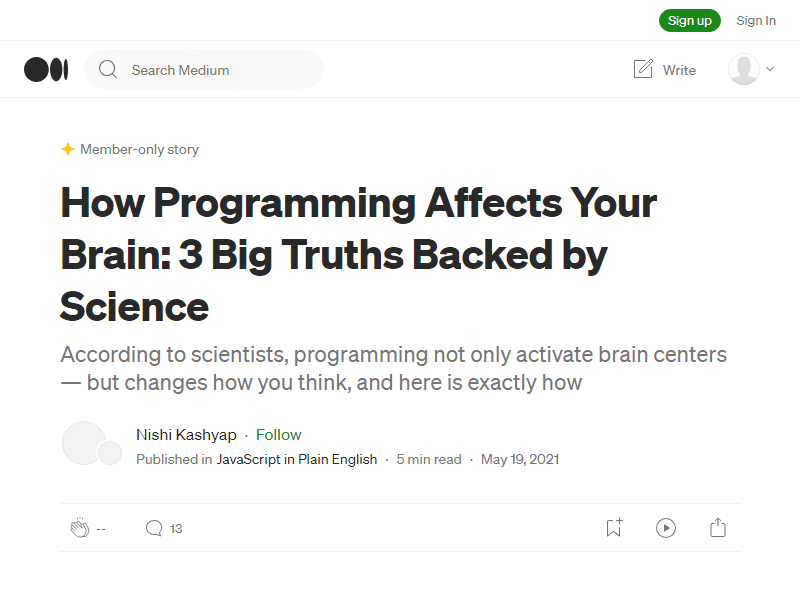 Sign up Sign In
Search Medium Write
Member-only story
How Programming Affects Your
Brain: 3 Big Truths Backed by
Science
According to scientists, programming not only activate brain centers
— but changes how you think, and here is exactly how
Nishi Kashyap · Follow
Published in JavaScript in Plain English · 5 min read · May 19, 2021
-- 13